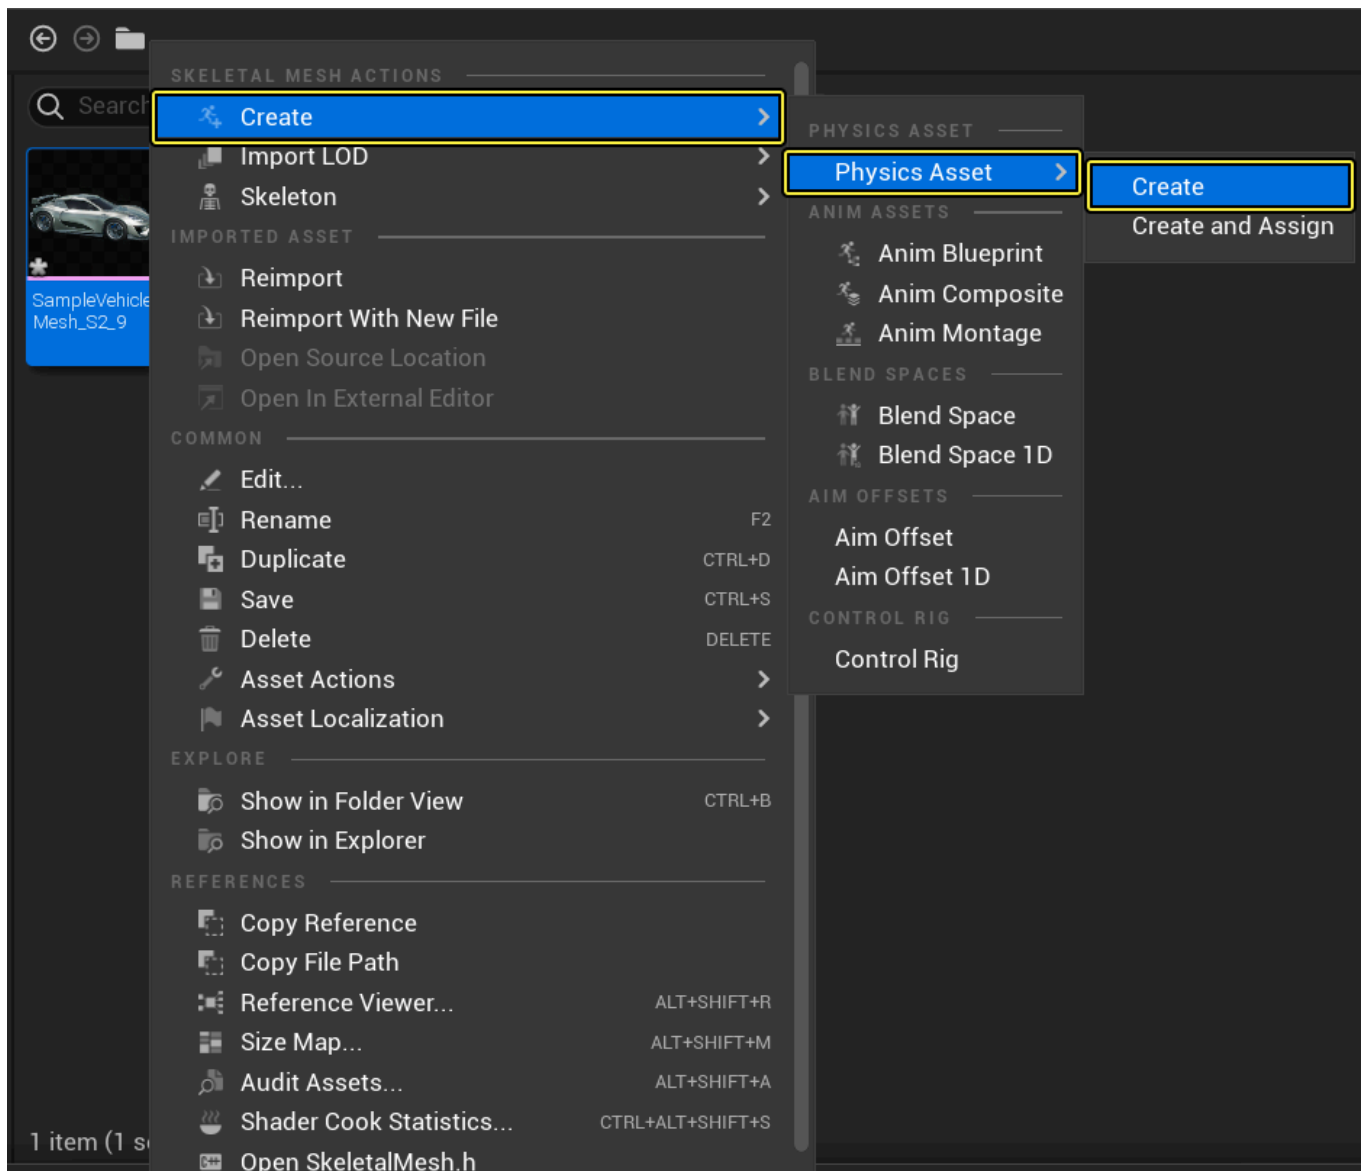 SKELETAL MESH ACTIONS
Search
Create
Import LOD
Skeleton
IMPORTED ASSET
Reimport
Reimport With New File
Open Source Location
Open In External Editor
COMMON
Edit...
Rename F2
Duplicate CTRL+D
Save CTRL+S
Delete DELETE
Asset Actions
Asset Localization
EXPLORE
Show in Folder View CTRL+B
Show in Explorer
REFERENCES
Copy Reference
Copy File Path
Reference Viewer... ALT+SHIFT+R
Size Map... ALT+SHIFT+M
Audit Assets... ALT+SHIFT+A
Shader Cook Statistics... CTRL+ALT+SHIFT+S
Open SkeletalMesh.h
SampleVehicle
Mesh_S2_9
1 item (1 s
PHYSICS ASSET
Physics Asset
ANIM ASSETS
Anim Blueprint
Anim Composite
Anim Montage
BLEND SPACES
Blend Space
Blend Space 1D
AIM OFFSETS
Aim Offset
Aim Offset 1D
CONTROL RIG
Control Rig
Create
Create and Assign